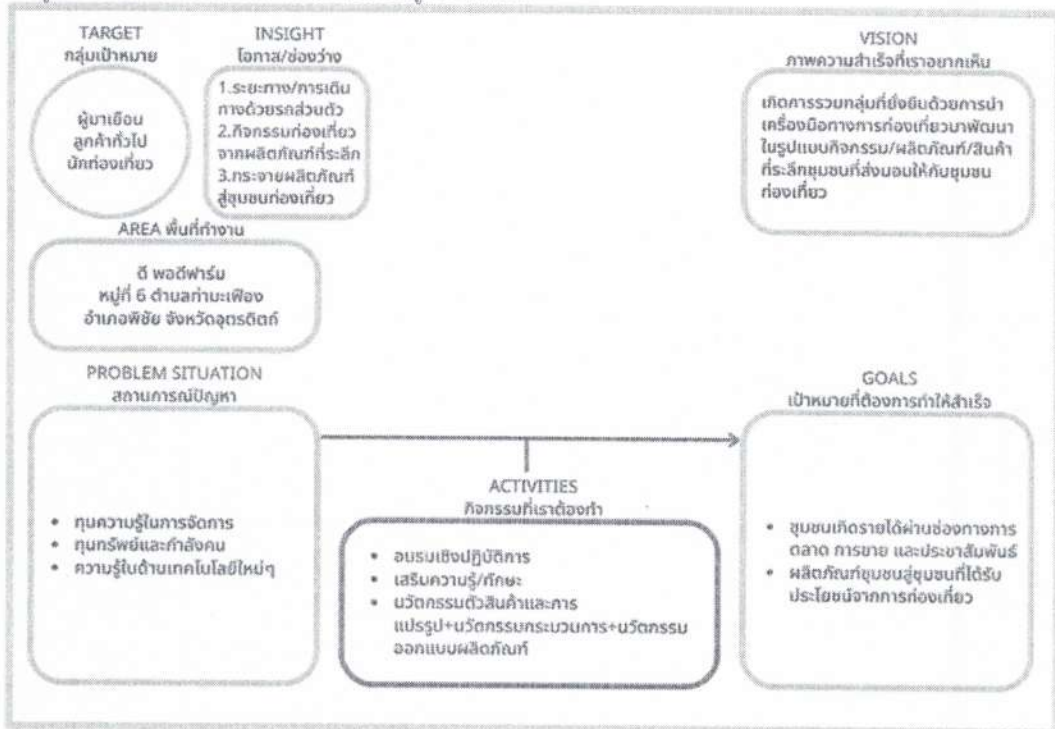 TARGET
กลุ่มเป้าหมาย
ผู้มาเยือน
ลูกค้าทั่วไป
นักท่องเที่ยว
INSIGHT
โอกาส/ช่องว่าง
1.ระยะทาง/การเดิน
ทางด้วยรถส่วนตัว
2.กิจกรรมท่องเที่ยว
จากผลิตภัณฑ์ที่ระลึก
3.กระจายผลิตภัณฑ์
สู่ชุมชนท่องเที่ยว
VISION
ภาพความสำเร็จที่เราอยากเห็น
เกิดการรวมกลุ่มที่ยั่งยืนด้วยการนำ
เครื่องมือทางการท่องเที่ยวมาพัฒนา
ในรูปแบบกิจกรรม/ผลิตภัณฑ์/สินค้า
ที่ระลึกชุมชนที่ส่งมอบให้กับชุมชน
ท่องเที่ยว
AREA พื้นที่ทำงาน
ดี พอดีฟาร์ม
หมู่ที่ 6 ตำบลท่ามะเฟือง
อำเภอพิชัย จังหวัดอุตรดิตถ์
PROBLEM SITUATION
สถานการณ์ปัญหา
• ทุนความรู้ในการจัดการ
• ทุนทรัพย์และกำลังคน
• ความรู้ในด้านเทคโนโลยีใหม่ๆ
ACTIVITIES
กิจกรรมที่เราต้องทำ
• อบรมเชิงปฏิบัติการ
• เสริมความรู้/ทักษะ
• นวัตกรรมตัวสินค้าและการ
แปรรูป+นวัตกรรมกระบวนการ+นวัตกรรม
ออกแบบผลิตภัณฑ์
GOALS
เป้าหมายที่ต้องการทำให้สำเร็จ
• ชุมชนเกิดรายได้ผ่านช่องทางการ
ตลาด การขาย และประชาสัมพันธ์
• ผลิตภัณฑ์ชุมชนสู่ชุมชนที่ได้รับ
ประโยชน์จากการท่องเที่ยว